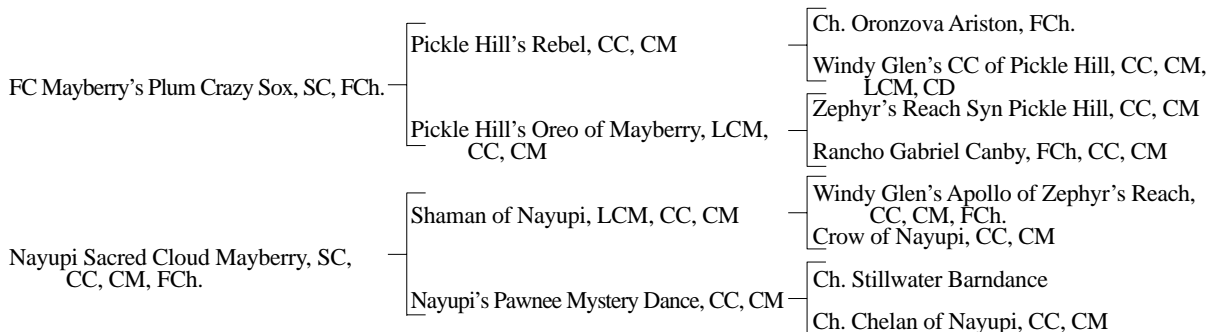 FC Mayberry's Plum Crazy Sox, SC, FCh.
Pickle Hill's Rebel, CC, CM
Ch. Oronzova Ariston, FCh.
Windy Glen's CC of Pickle Hill, CC, CM,
LCM, CD
Pickle Hill's Oreo of Mayberry, LCM,
CC, CM
Zephyr's Reach Syn Pickle Hill, CC, CM
Rancho Gabriel Canby, FCh, CC, CM
Nayupi Sacred Cloud Mayberry, SC,
CC, CM, FCh.
Shaman of Nayupi, LCM, CC, CM
Windy Glen's Apollo of Zephyr's Reach,
CC, CM, FCh.
Crow of Nayupi, CC, CM
Nayupi's Pawnee Mystery Dance, CC, CM
Ch. Stillwater Barndance
Ch. Chelan of Nayupi, CC, CM